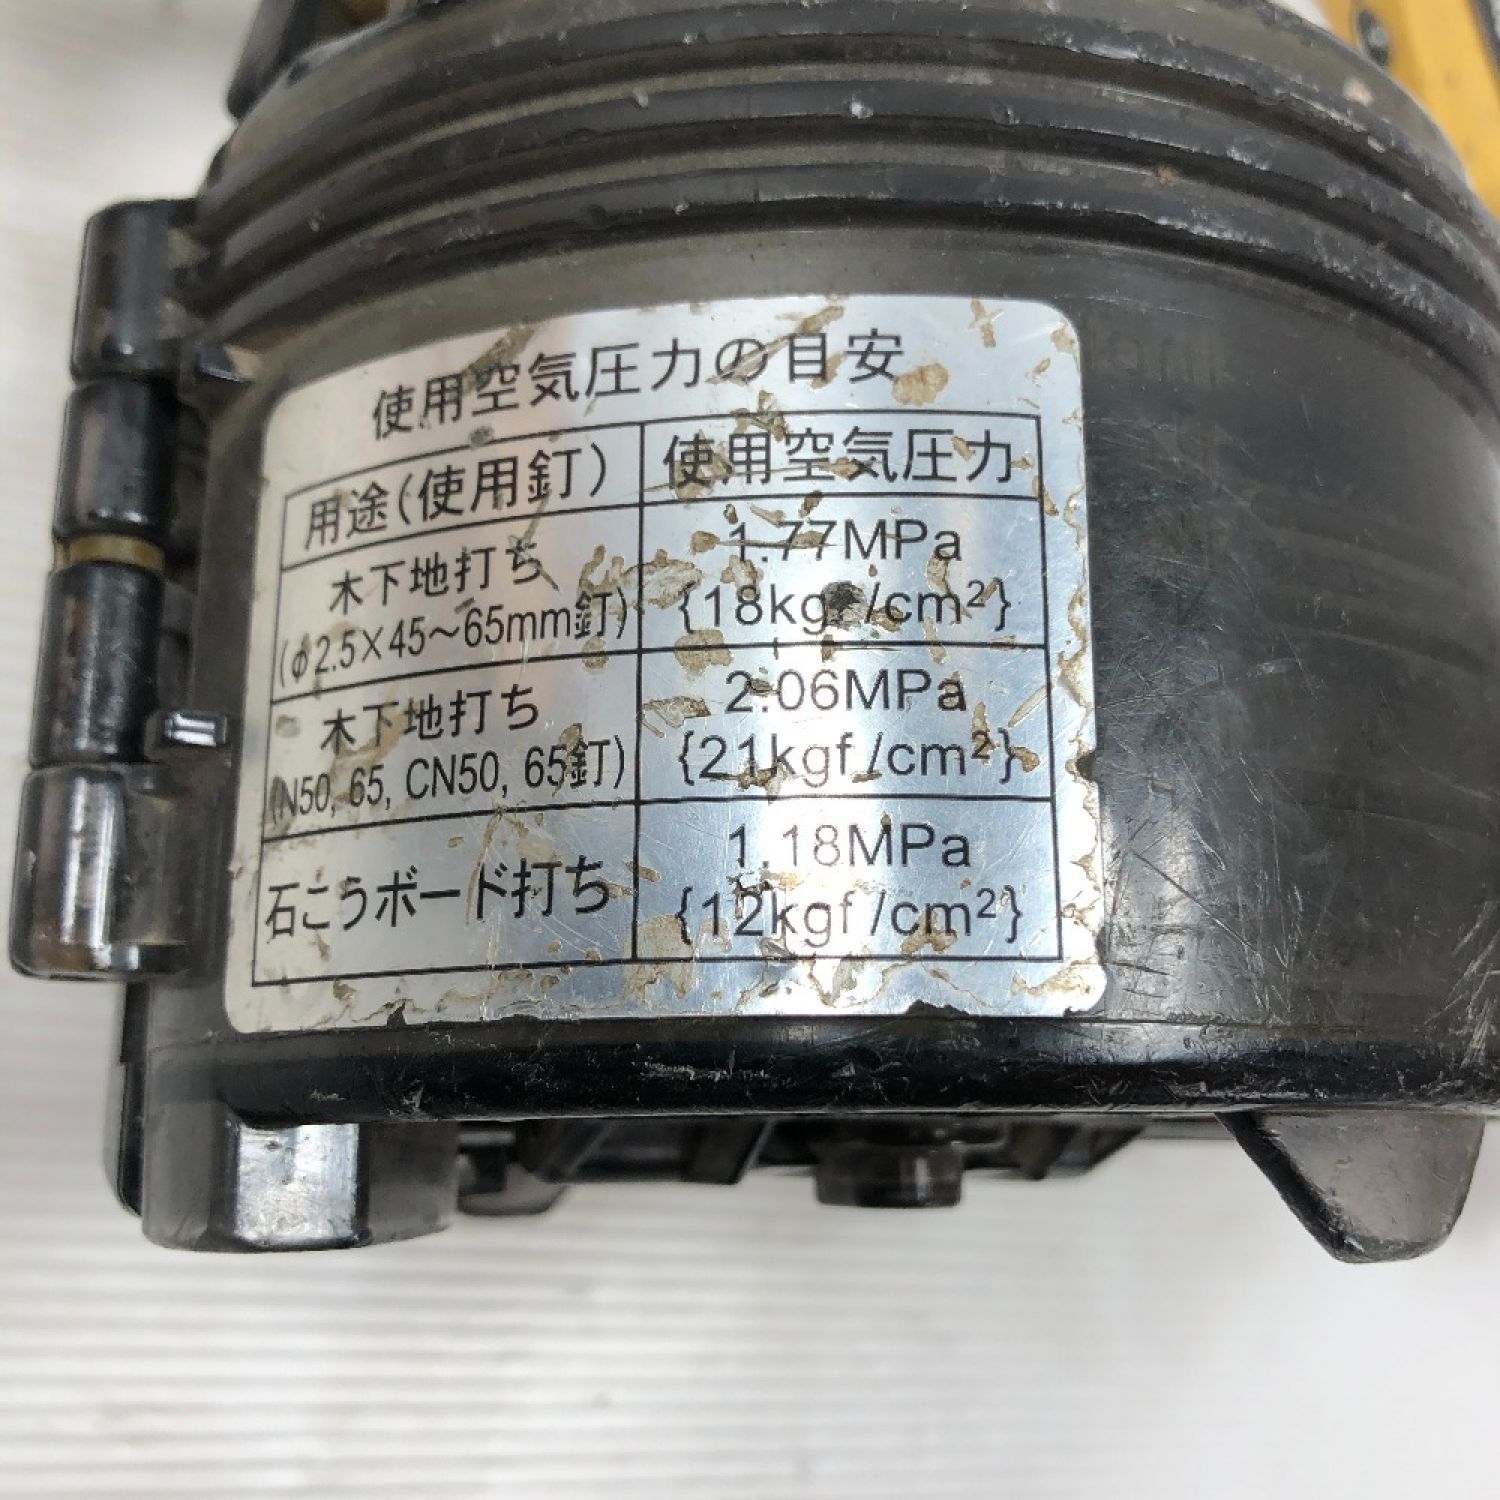 使用空気圧力の目安
用途(使用釘) 使用空気圧力
木下地打ち 1.77MPa
(φ2.5×45～65mm釘) {18kgf/cm²}
木下地打ち 2.06MPa
(N50, 65, CN50, 65釘) {21kgf/cm²}
石こうボード打ち 1.18MPa
{12kgf/cm²}